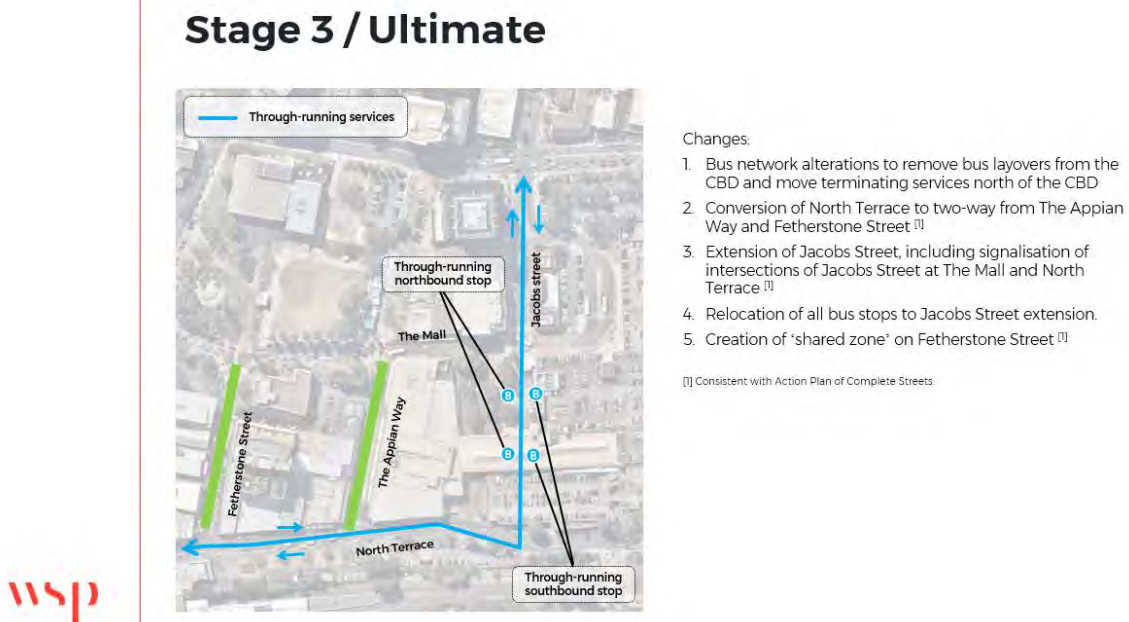 Stage 3 / Ultimate
Through-running services
Changes:
1. Bus network alterations to remove bus layovers from the
CBD and move terminating services north of the CBD
2. Conversion of North Terrace to two-way from The Appian
Way and Fetherstone Street [1]
3. Extension of Jacobs Street, including signalisation of
intersections of Jacobs Street at The Mall and North
Terrace [1]
4. Relocation of all bus stops to Jacobs Street extension.
5. Creation of ‘shared zone’ on Fetherstone Street [1]
[1] Consistent with Action Plan of Complete Streets.
Through-running
northbound stop
Jacobs street
The Mall
B
B
B
B
Fetherstone Street
The Appian Way
North Terrace
Through-running
southbound stop
wsp